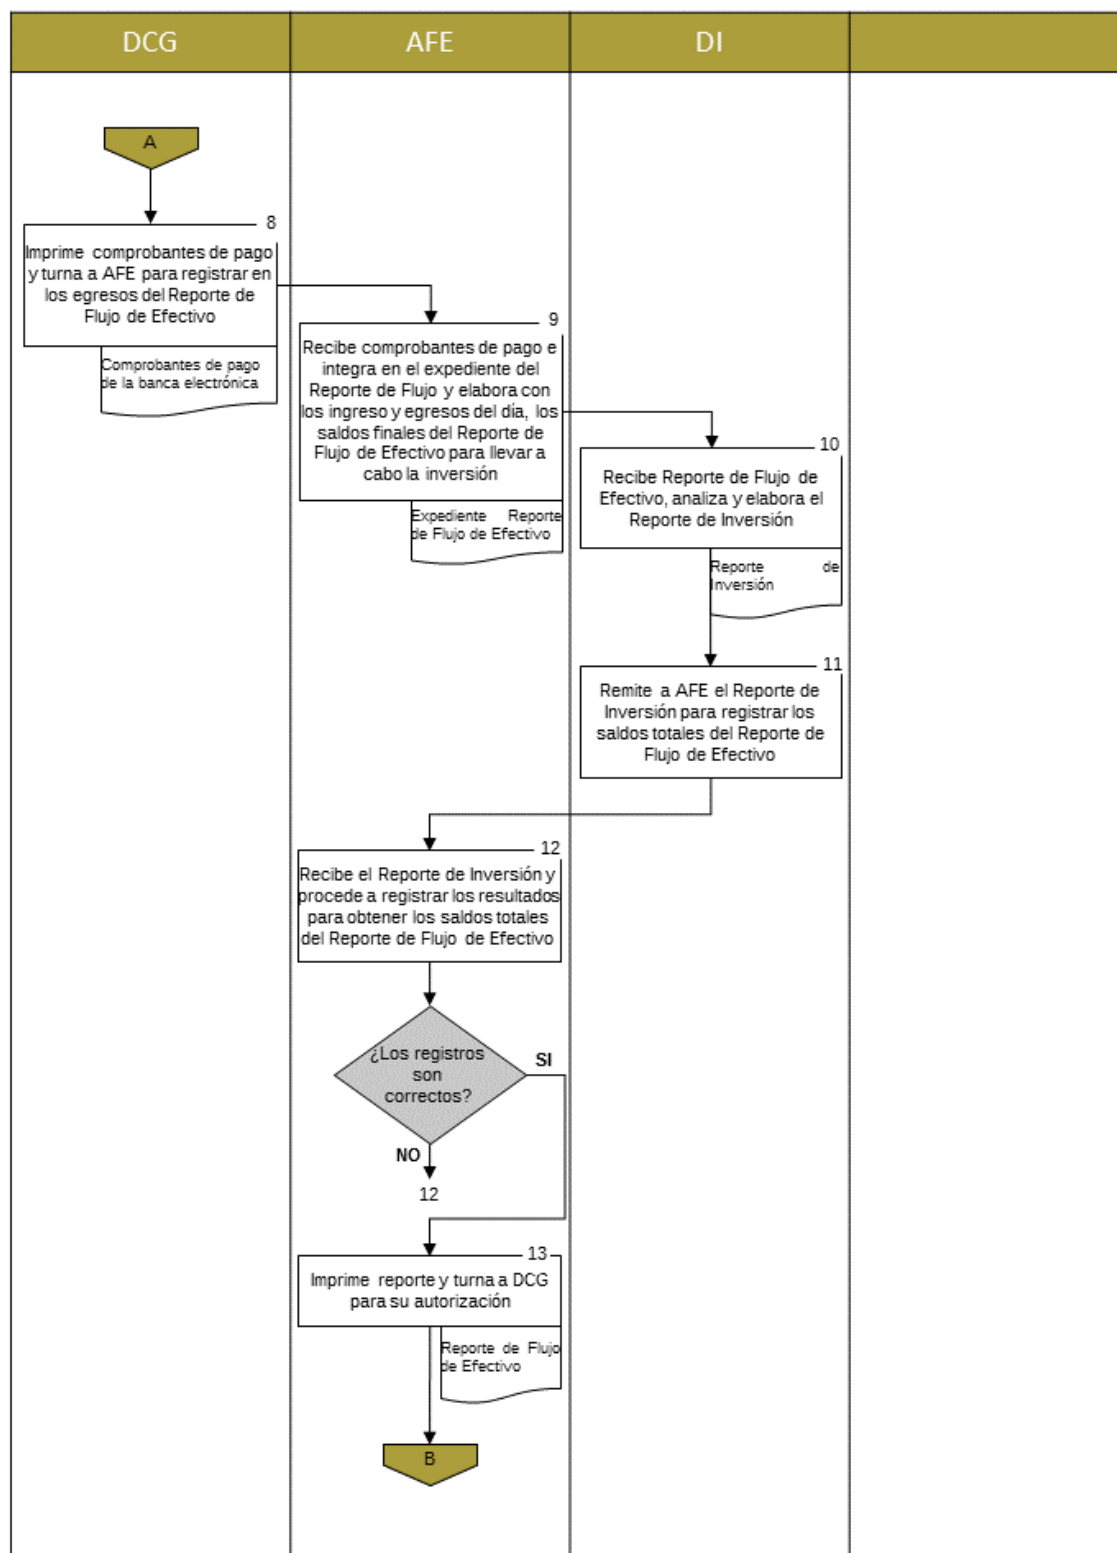 DCG
AFE
DI
A
8
Imprime comprobantes de pago
y turna a AFE para registrar en
los egresos del Reporte de
Flujo de Efectivo
Comprobantes de pago
de la banca electrónica
9
Recibe comprobantes de pago e
integra en el expediente del
Reporte de Flujo y elabora con
los ingreso y egresos del día, los
saldos finales del Reporte de
Flujo de Efectivo para llevar a
cabo la inversión
Expediente Reporte
de Flujo de Efectivo
10
Recibe Reporte de Flujo de
Efectivo, analiza y elabora el
Reporte de Inversión
Reporte de
Inversión
11
Remite a AFE el Reporte de
Inversión para registrar los
saldos totales del Reporte de
Flujo de Efectivo
12
Recibe el Reporte de Inversión y
procede a registrar los resultados
para obtener los saldos totales
del Reporte de Flujo de Efectivo
¿Los registros
son
correctos?
SI
NO
12
13
Imprime reporte y turna a DCG
para su autorización
Reporte de Flujo
de Efectivo
B